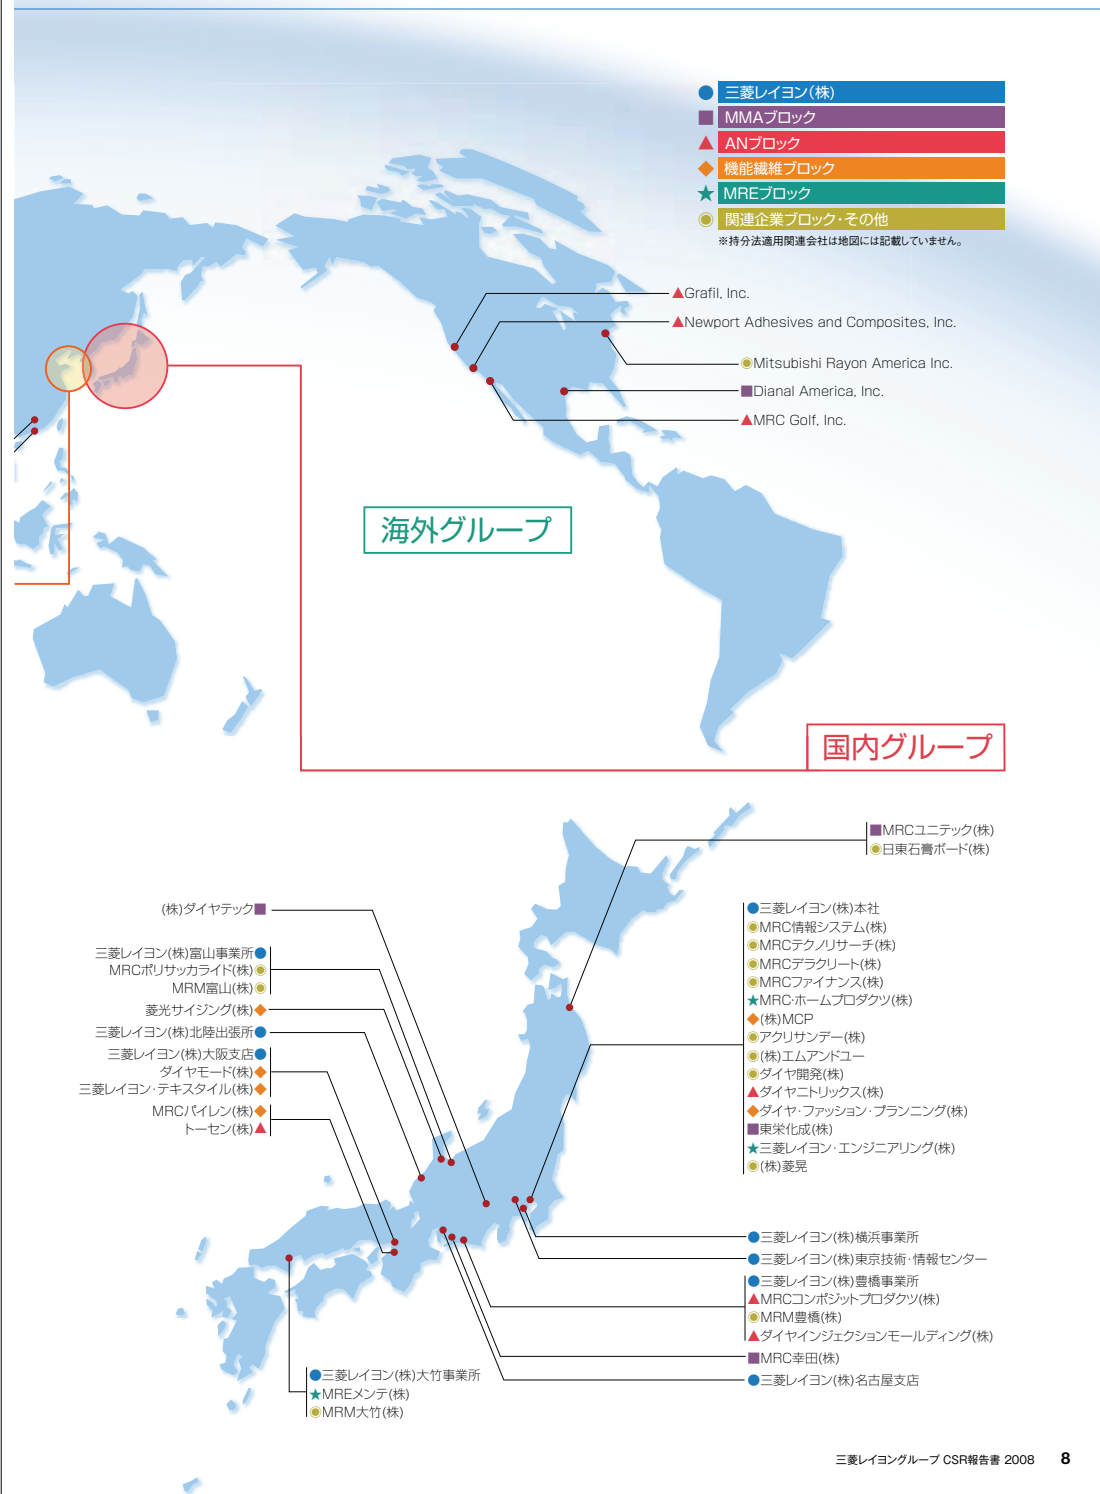 三菱レイヨン(株)
MMAブロック
ANブロック
機能繊維ブロック
MREブロック
関連企業ブロック・その他
※持分法適用関連会社は地図には記載していません。
Grafil, Inc.
Newport Adhesives and Composites, Inc.
Mitsubishi Rayon America Inc.
Dianal America, Inc.
MRC Golf, Inc.
海外グループ
国内グループ
MRCユニテック(株)
日東石膏ボード(株)
(株)ダイヤテック
三菱レイヨン(株)富山事業所
MRCポリサッカライド(株)
MRM富山(株)
菱光サイジング(株)
三菱レイヨン(株)北陸出張所
三菱レイヨン(株)大阪支店
ダイヤモード(株)
三菱レイヨン・テキスタイル(株)
MRCパイレン(株)
トーセン(株)
三菱レイヨン(株)本社
MRC情報システム(株)
MRCテクノリサーチ(株)
MRCデラクリート(株)
MRCファイナンス(株)
MRC・ホームプロダクツ(株)
(株)MCP
アクリサンデー(株)
(株)エムアンドユー
ダイヤ開発(株)
ダイヤニトリックス(株)
ダイヤ・ファッション・プランニング(株)
東栄化成(株)
三菱レイヨン・エンジニアリング(株)
(株)菱晃
三菱レイヨン(株)横浜事業所
三菱レイヨン(株)東京技術・情報センター
三菱レイヨン(株)豊橋事業所
MRCコンポジットプロダクツ(株)
MRM豊橋(株)
ダイヤインジェクションモールディング(株)
MRC幸田(株)
三菱レイヨン(株)名古屋支店
三菱レイヨン(株)大竹事業所
MREメンテ(株)
MRM大竹(株)
三菱レイヨングループ CSR報告書 2008 8